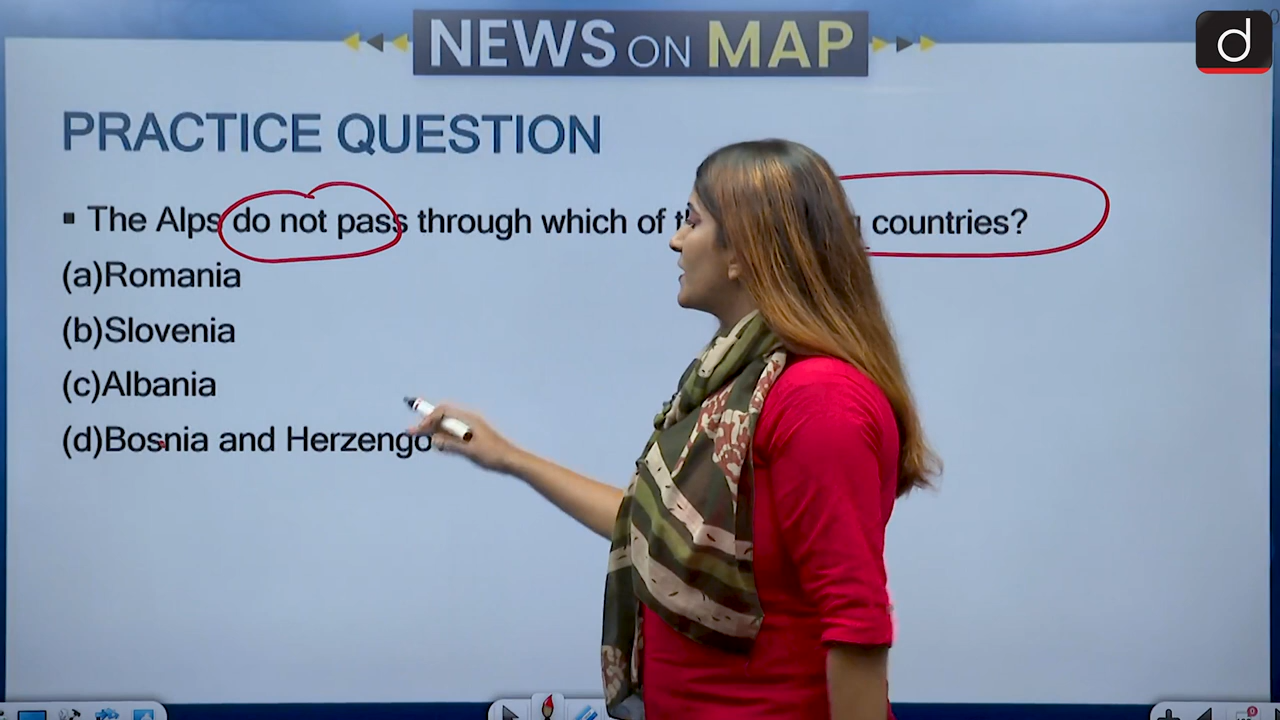 NEWS ON MAP
d
PRACTICE QUESTION
The Alps do not pass through which of countries?
(a)Romania
(b)Slovenia
(c)Albania
(d)Bosnia and Herzengo